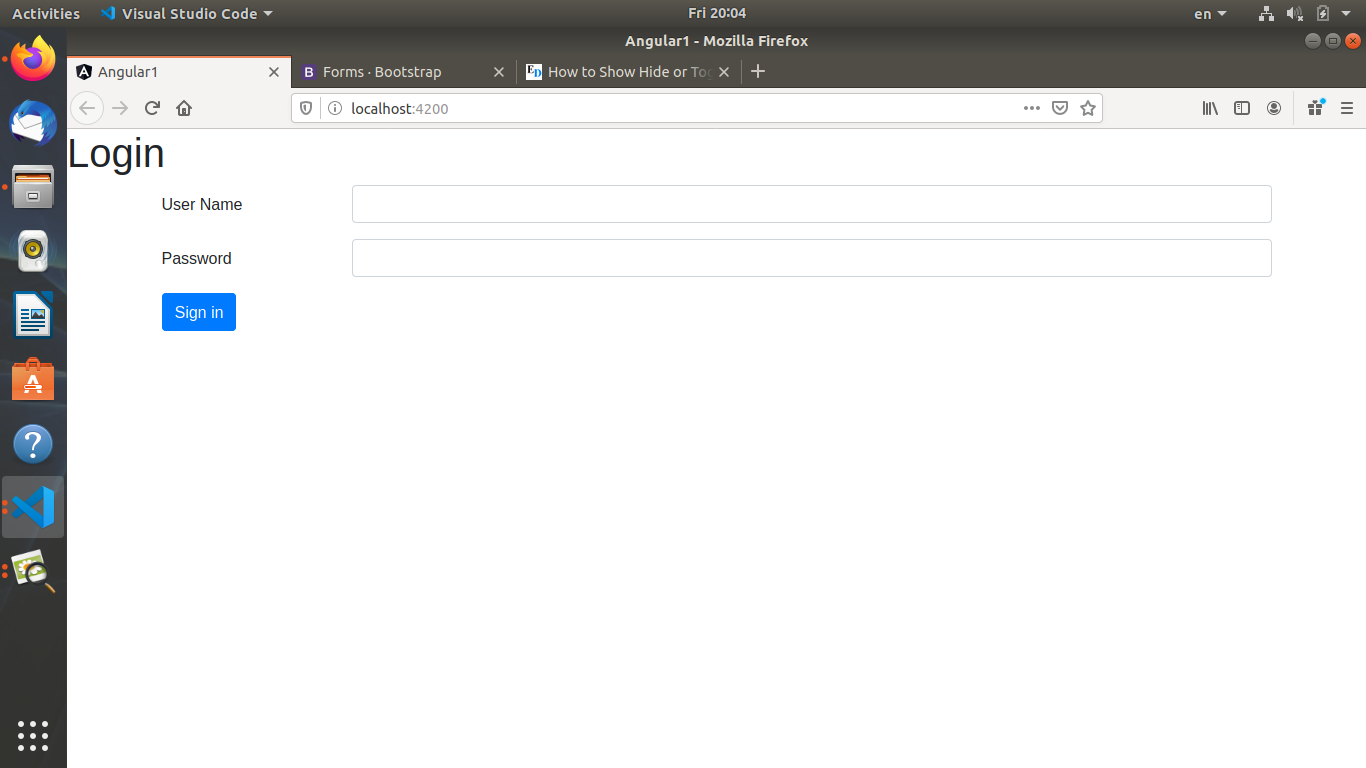 Activities Visual Studio Code Fri 20:04 en
Angular1 - Mozilla Firefox
Angular1 Forms · Bootstrap How to Show Hide or Tog
localhost:4200
Login
User Name
Password
Sign in